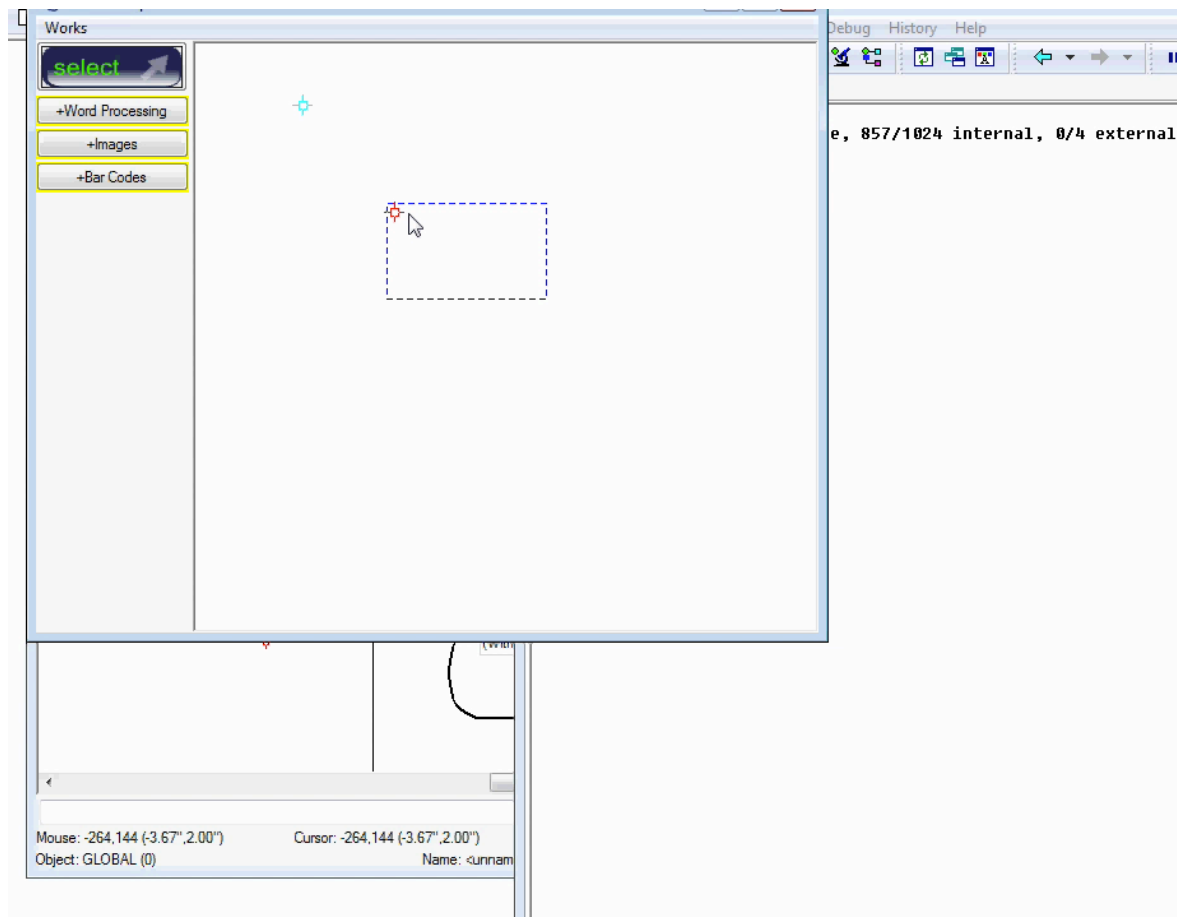 Works
Debug History Help
select
+Word Processing
+Images
+Bar Codes
e, 857/1024 internal, 0/4 external
Mouse: -264,144 (-3.67",2.00")
Cursor: -264,144 (-3.67",2.00")
Object: GLOBAL (0)
Name: <unnam